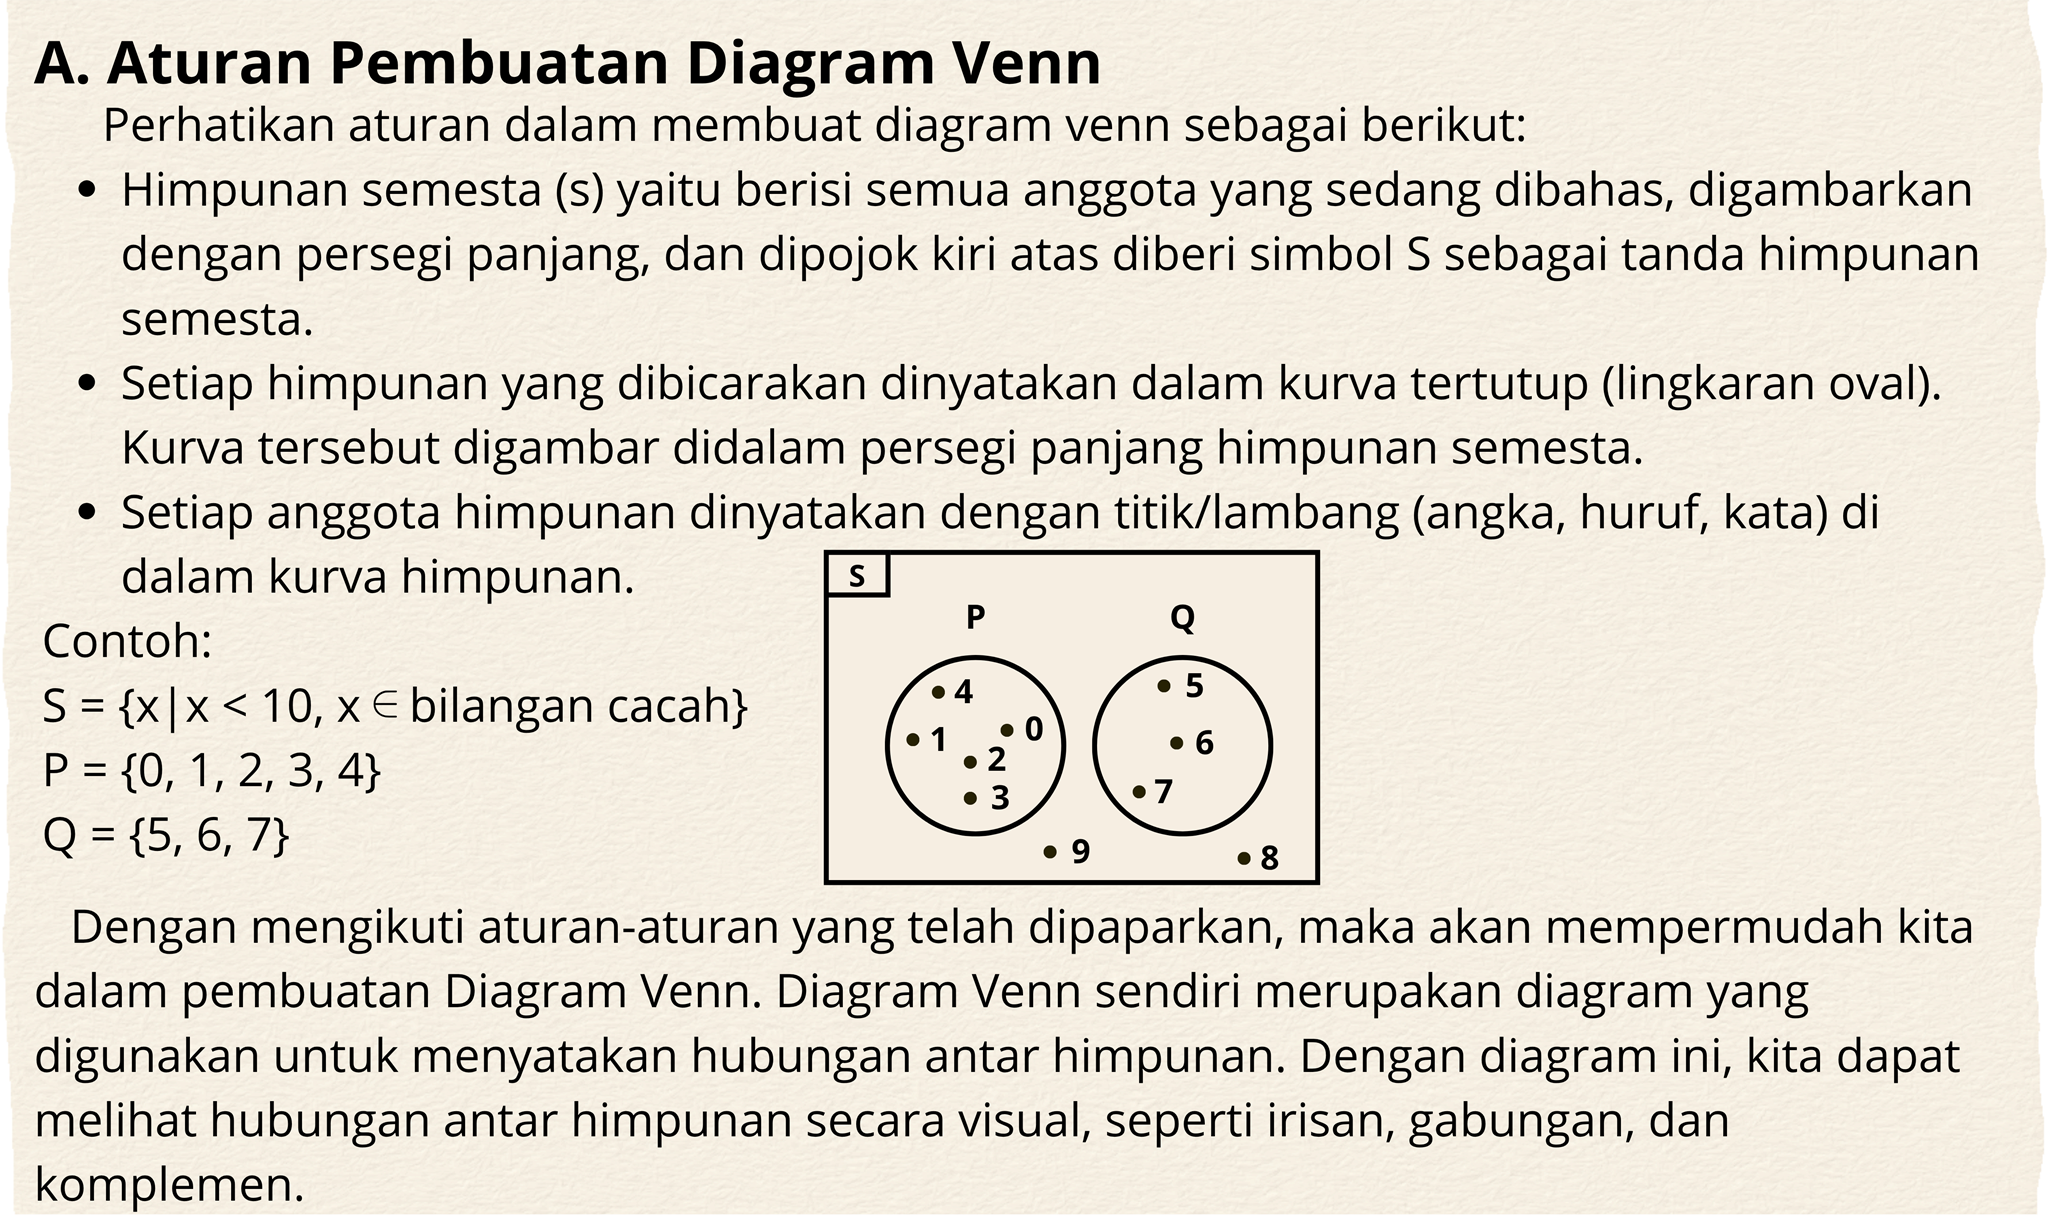 A. Aturan Pembuatan Diagram Venn
Perhatikan aturan dalam membuat diagram venn sebagai berikut:
• Himpunan semesta (s) yaitu berisi semua anggota yang sedang dibahas, digambarkan
dengan persegi panjang, dan dipojok kiri atas diberi simbol S sebagai tanda himpunan
semesta.
• Setiap himpunan yang dibicarakan dinyatakan dalam kurva tertutup (lingkaran oval).
Kurva tersebut digambar didalam persegi panjang himpunan semesta.
• Setiap anggota himpunan dinyatakan dengan titik/lambang (angka, huruf, kata) di
dalam kurva himpunan.
Contoh:
S = {x|x < 10, x ∈ bilangan cacah}
P = {0, 1, 2, 3, 4}
Q = {5, 6, 7}
S
P
Q
• 4
• 0
• 1
• 2
• 3
• 5
• 6
• 7
• 9
• 8
Dengan mengikuti aturan-aturan yang telah dipaparkan, maka akan mempermudah kita
dalam pembuatan Diagram Venn. Diagram Venn sendiri merupakan diagram yang
digunakan untuk menyatakan hubungan antar himpunan. Dengan diagram ini, kita dapat
melihat hubungan antar himpunan secara visual, seperti irisan, gabungan, dan
komplemen.